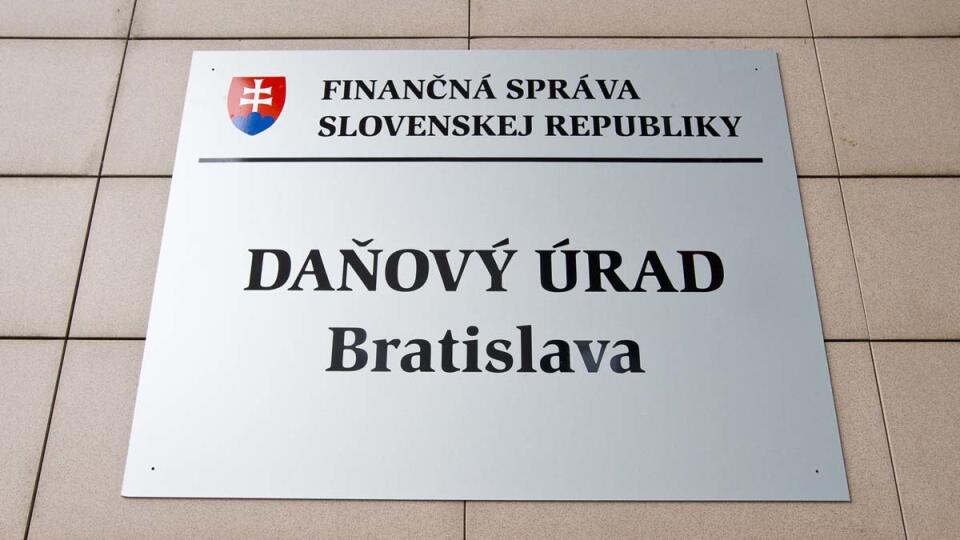 FINANČNÁ SPRÁVA
SLOVENSKEJ REPUBLIKY
DAŇOVÝ ÚRAD
Bratislava